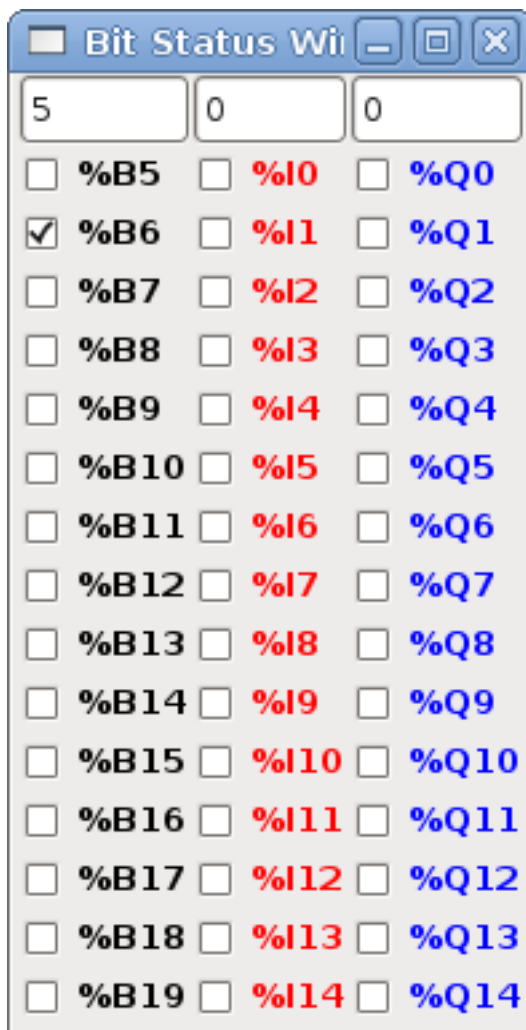 Bit Status Wi
5 0 0
%B5 %I0 %Q0
%B6 %I1 %Q1
%B7 %I2 %Q2
%B8 %I3 %Q3
%B9 %I4 %Q4
%B10 %I5 %Q5
%B11 %I6 %Q6
%B12 %I7 %Q7
%B13 %I8 %Q8
%B14 %I9 %Q9
%B15 %I10 %Q10
%B16 %I11 %Q11
%B17 %I12 %Q12
%B18 %I13 %Q13
%B19 %I14 %Q14